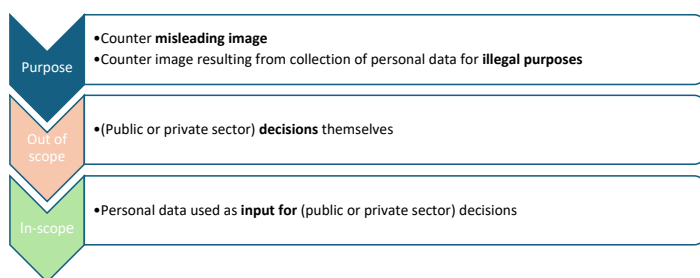 Purpose
•Counter misleading image
•Counter image resulting from collection of personal data for illegal purposes
Out of
scope
•(Public or private sector) decisions themselves
In-scope
•Personal data used as input for (public or private sector) decisions